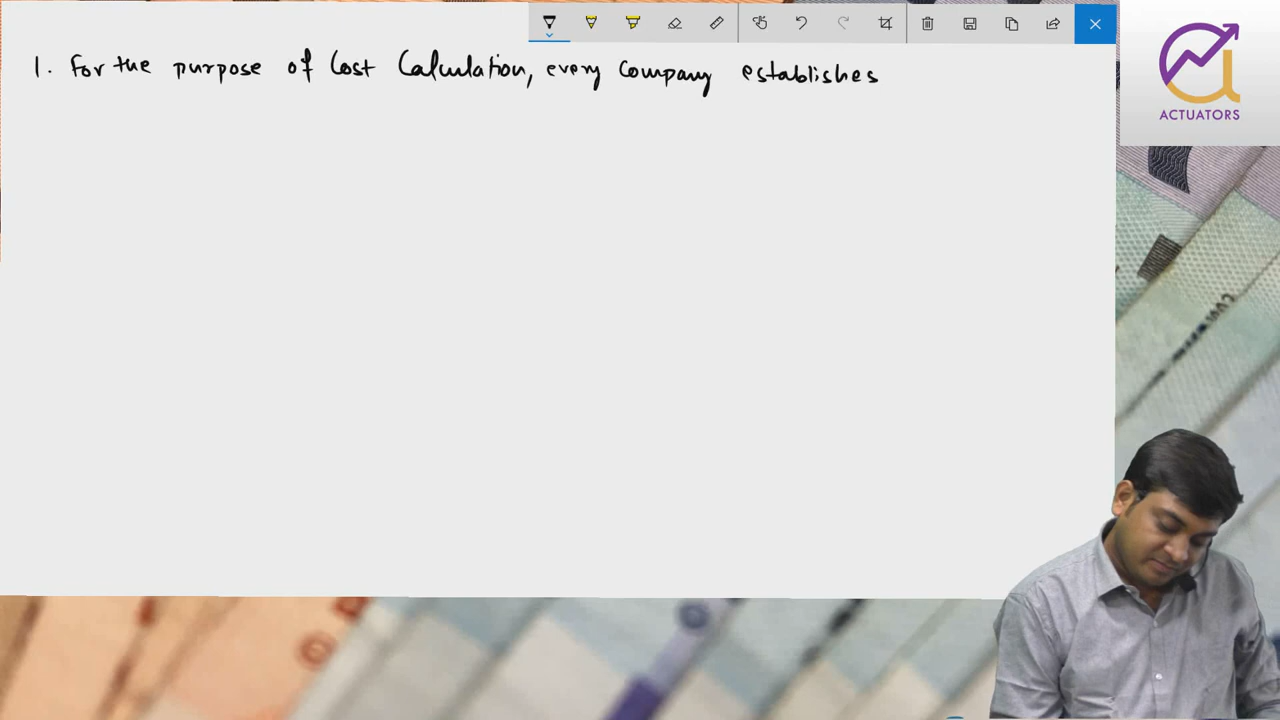 ACTUATORS
1. For the purpose of Cost Calculation, every Company establishes